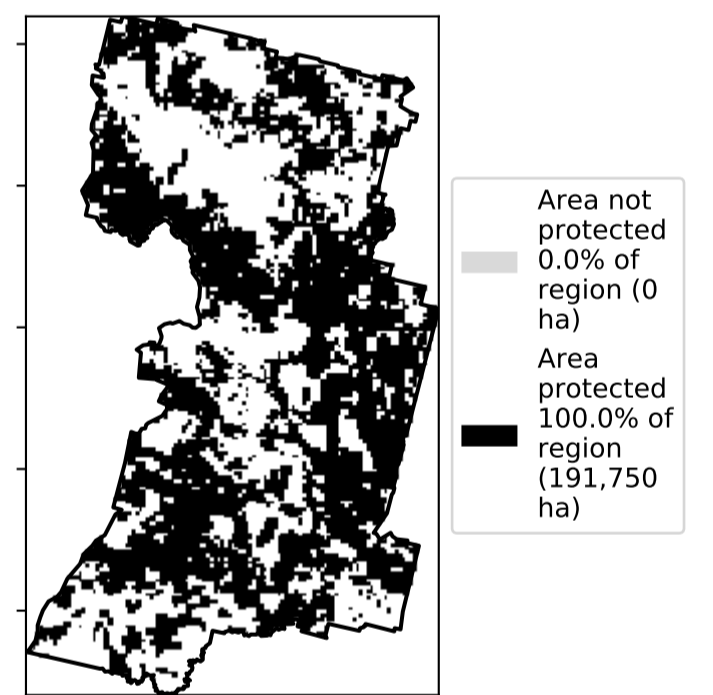 Area not
protected
0.0% of
region (0
ha)
Area
protected
100.0% of
region
(191,750
ha)